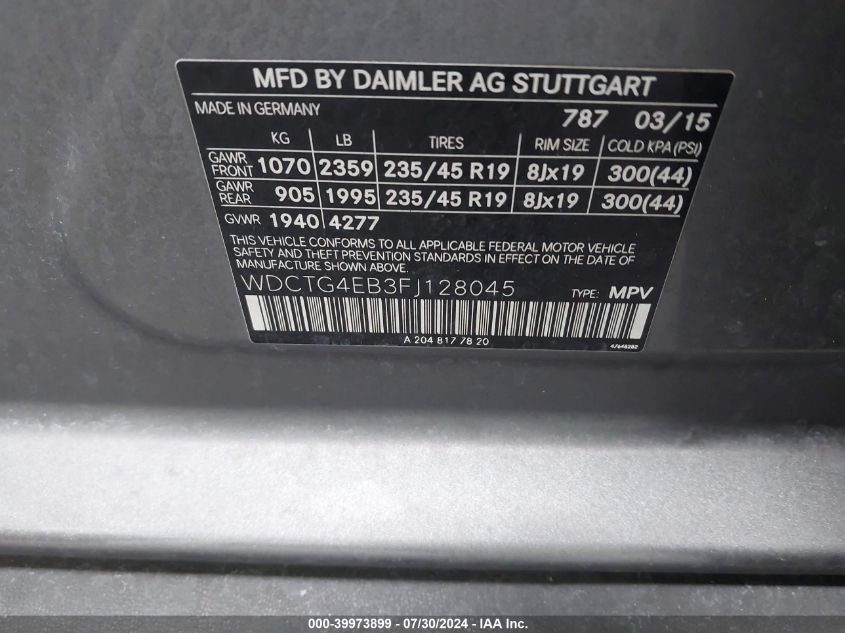 MFD BY DAIMLER AG STUTTGART
MADE IN GERMANY 787 03/15
KG LB TIRES RIM SIZE COLD KPA (PSI)
GAWR FRONT 1070 2359 235/45 R19 8Jx19 300(44)
GAWR REAR 905 1995 235/45 R19 8Jx19 300(44)
GVWR 1940 4277
THIS VEHICLE CONFORMS TO ALL APPLICABLE FEDERAL MOTOR VEHICLE
SAFETY AND THEFT PREVENTION STANDARDS IN EFFECT ON THE DATE OF
MANUFACTURE SHOWN ABOVE.
WDCTG4EB3FJ128045 TYPE: MPV
A 204 817 78 20
000-39973899 - 07/30/2024 - IAAI.com